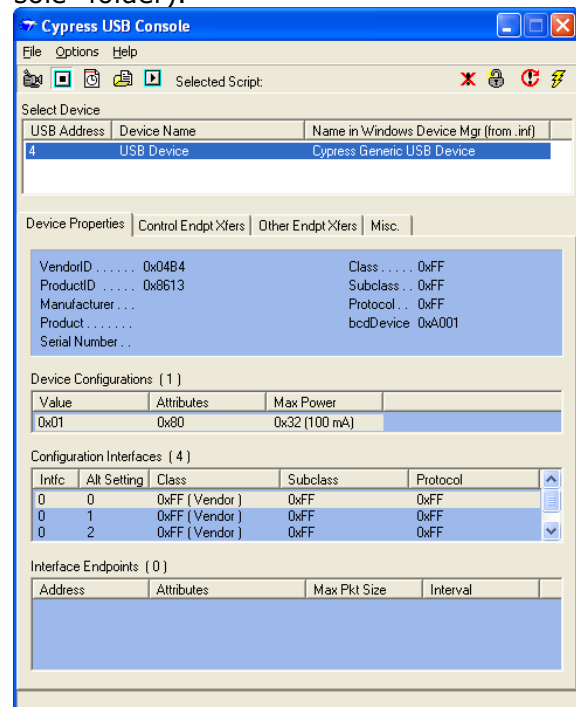 sole" folder).
Cypress USB Console
File Options Help
Selected Script:
Select Device
USB Address Device Name Name in Windows Device Mgr (from .inf)
4 USB Device Cypress Generic USB Device
Device Properties Control Endpt Xfers Other Endpt Xfers Misc.
VendorID . . . . . . 0x04B4 Class . . . . . 0xFF
ProductID . . . . . 0x8613 Subclass . . 0xFF
Manufacturer . . . Protocol . . 0xFF
Product . . . . . . . bcdDevice 0xA001
Serial Number . .
Device Configurations ( 1 )
Value Attributes Max Power
0x01 0x80 0x32 (100 mA)
Configuration Interfaces ( 4 )
Intfc Alt Setting Class Subclass Protocol
0 0 0xFF ( Vendor ) 0xFF 0xFF
0 1 0xFF ( Vendor ) 0xFF 0xFF
0 2 0xFF ( Vendor ) 0xFF 0xFF
Interface Endpoints ( 0 )
Address Attributes Max Pkt Size Interval